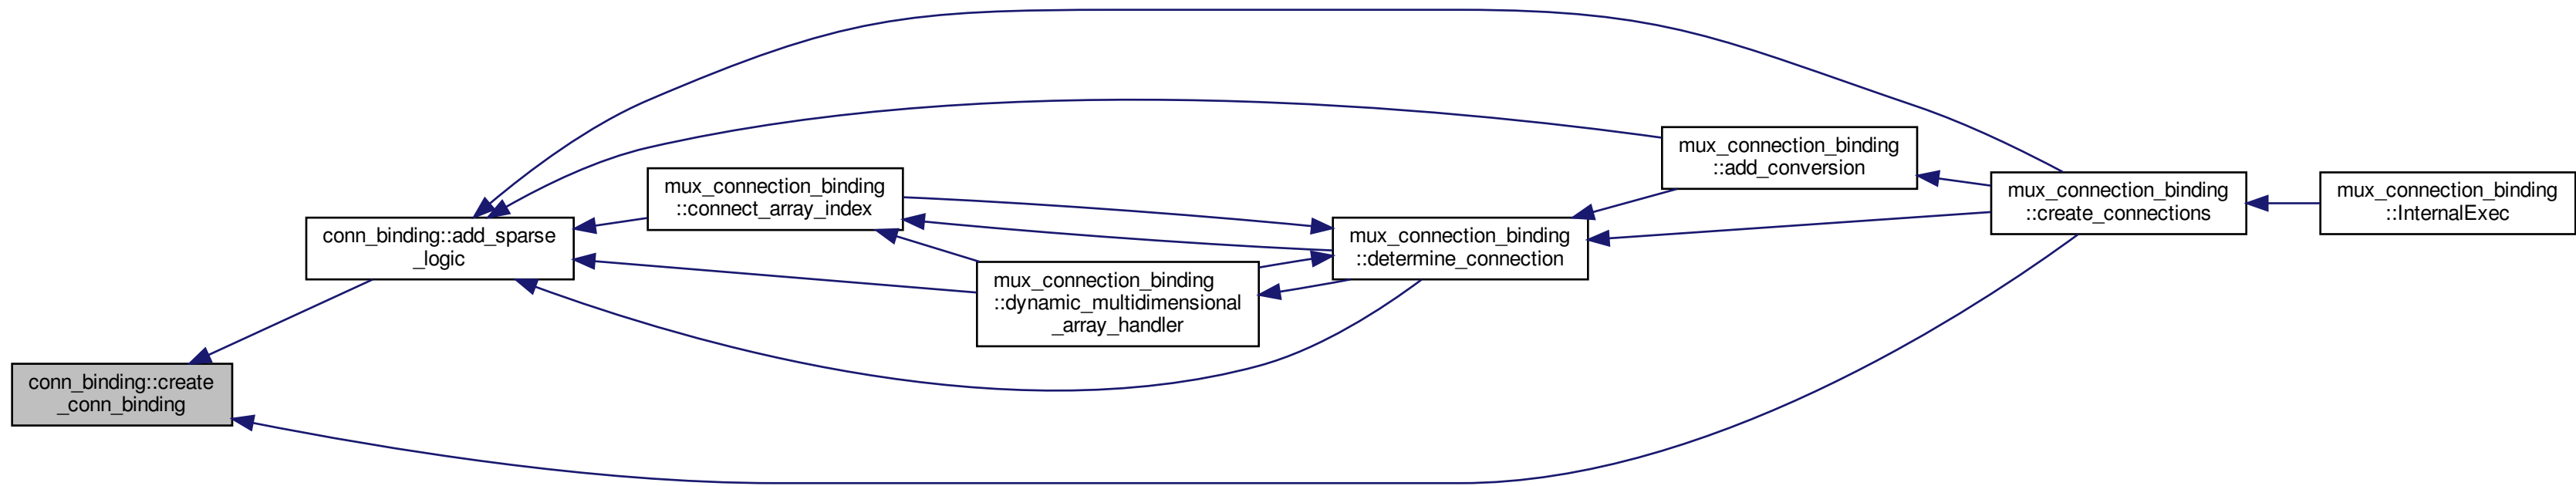 conn_binding::create
_conn_binding
conn_binding::add_sparse
_logic
mux_connection_binding
::connect_array_index
mux_connection_binding
::dynamic_multidimensional
_array_handler
mux_connection_binding
::determine_connection
mux_connection_binding
::add_conversion
mux_connection_binding
::create_connections
mux_connection_binding
::InternalExec